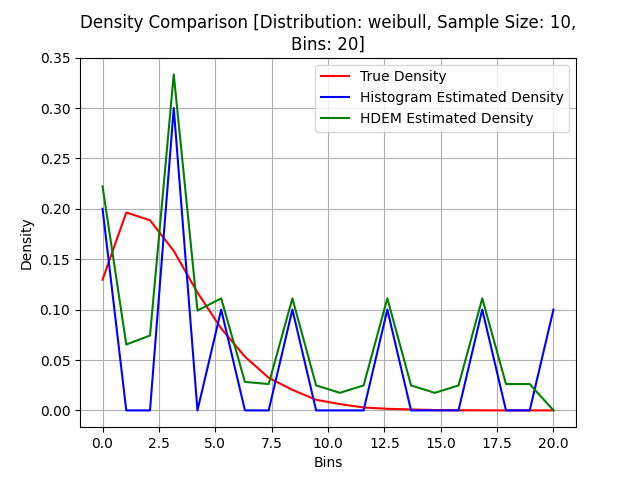 Density Comparison [Distribution: weibull, Sample Size: 10,
Bins: 20]
True Density
Histogram Estimated Density
HDEM Estimated Density
Density
0.35
0.30
0.25
0.20
0.15
0.10
0.05
0.00
0.0 2.5 5.0 7.5 10.0 12.5 15.0 17.5 20.0
Bins